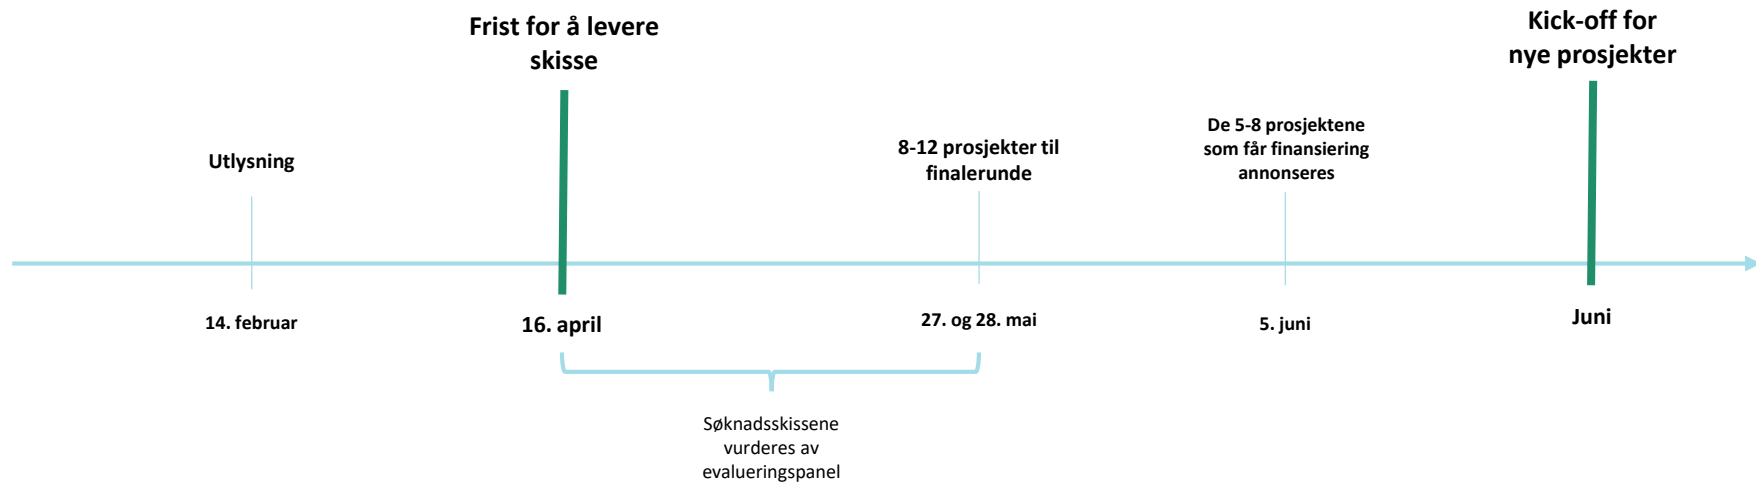 Frist for å levere
skisse
Kick-off for
nye prosjekter
Utlysning
8-12 prosjekter til
finalerunde
De 5-8 prosjektene
som får finansiering
annonseres
14. februar
16. april
27. og 28. mai
5. juni
Juni
Søknadsskissene
vurderes av
evalueringspanel